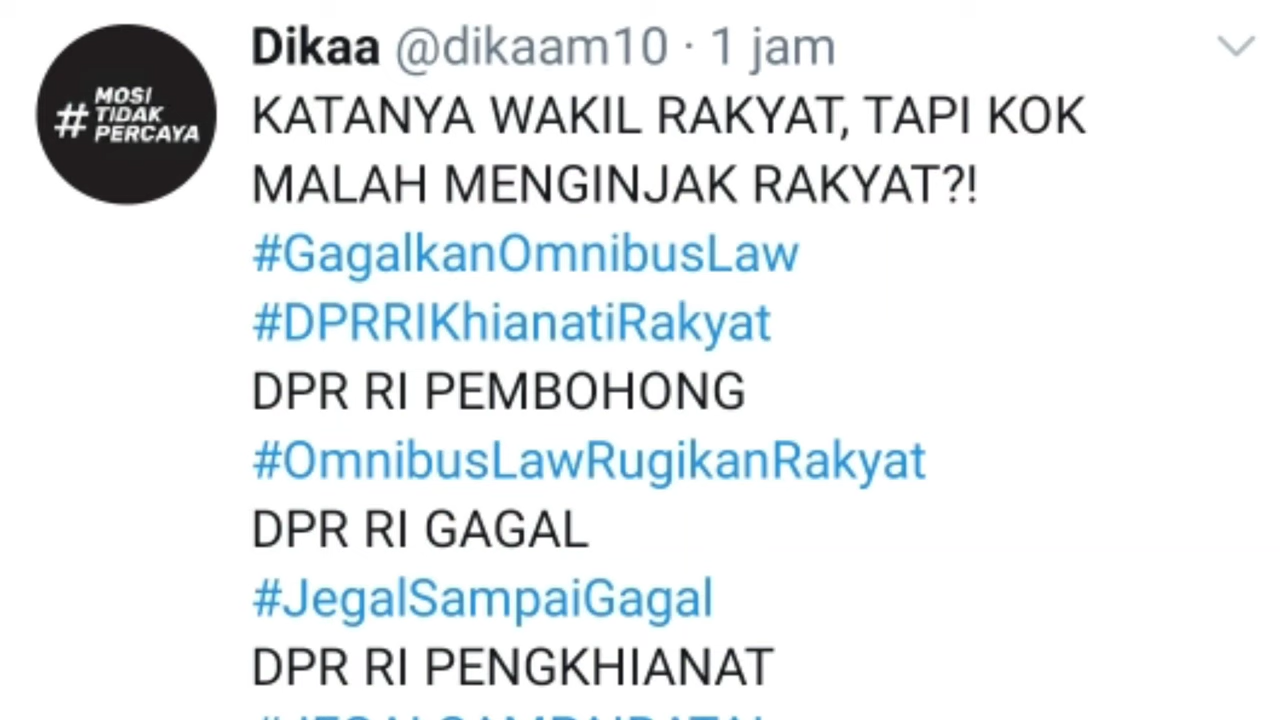 Dikaa @dikaam10 · 1 jam
# MOSI
TIDAK
PERCAYA
KATANYA WAKIL RAKYAT, TAPI KOK
MALAH MENGINJAK RAKYAT?!
#GagalkanOmnibusLaw
#DPRRIKhianatiRakyat
DPR RI PEMBOHONG
#OmnibusLawRugikanRakyat
DPR RI GAGAL
#JegalSampaiGagal
DPR RI PENGKHIANAT